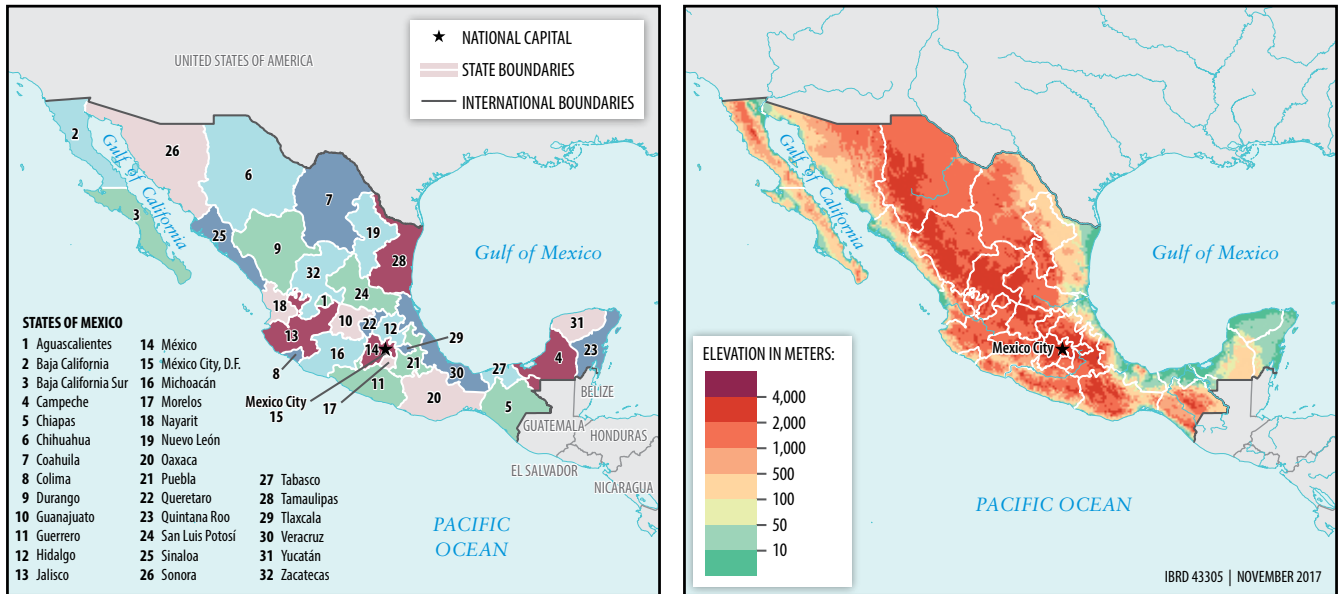 NATIONAL CAPITAL
STATE BOUNDARIES
INTERNATIONAL BOUNDARIES
UNITED STATES OF AMERICA
2
26
6
7
Gulf of California
3
25
19
9
28
Gulf of Mexico
32
24
18
1
10
22
12
31
13
29
23
14
4
16
21
8
30
27
11
Mexico City
15
17
20
5
BELIZE
GUATEMALA
HONDURAS
EL SALVADOR
NICARAGUA
PACIFIC
OCEAN
STATES OF MEXICO
1 Aguascalientes
2 Baja California
3 Baja California Sur
4 Campeche
5 Chiapas
6 Chihuahua
7 Coahuila
8 Colima
9 Durango
10 Guanajuato
11 Guerrero
12 Hidalgo
13 Jalisco
14 México
15 México City, D.F.
16 Michoacán
17 Morelos
18 Nayarit
19 Nuevo León
20 Oaxaca
21 Puebla
22 Queretaro
23 Quintana Roo
24 San Luis Potosí
25 Sinaloa
26 Sonora
27 Tabasco
28 Tamaulipas
29 Tlaxcala
30 Veracruz
31 Yucatán
32 Zacatecas
Gulf of California
Gulf of Mexico
Mexico City
PACIFIC OCEAN
ELEVATION IN METERS:
4,000
2,000
1,000
500
100
50
10
IBRD 43305 | NOVEMBER 2017